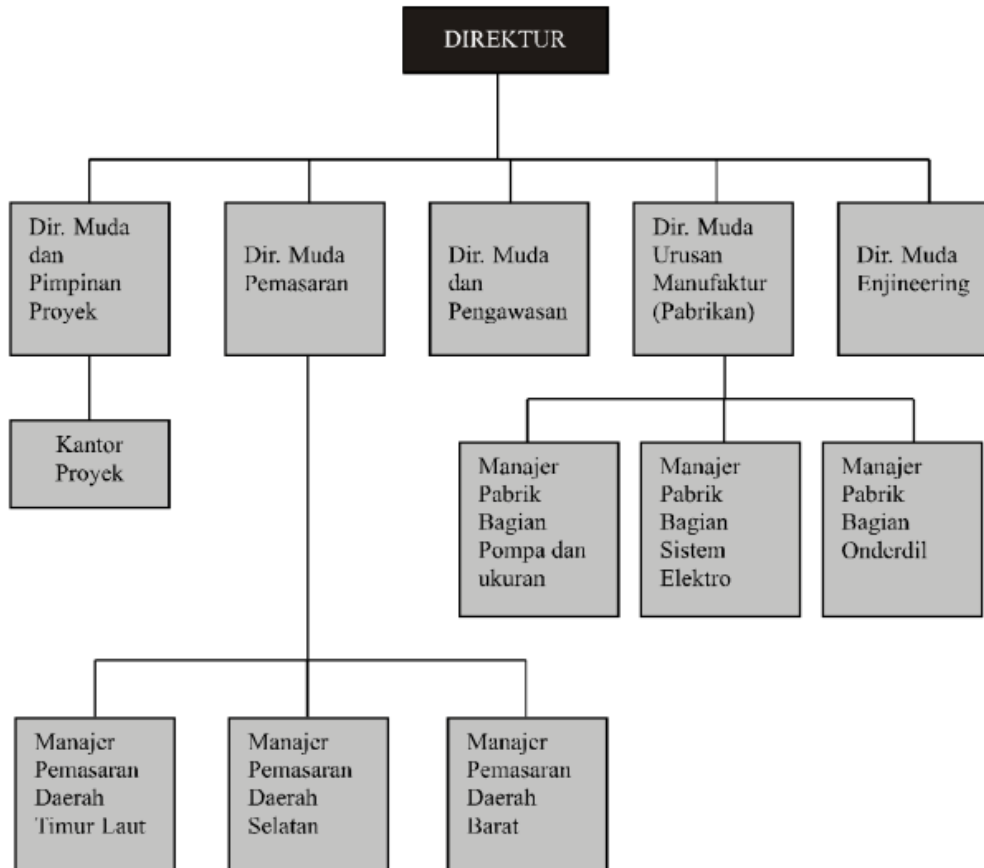 DIREKTUR
Dir. Muda
dan
Pimpinan
Proyek
Dir. Muda
Pemasaran
Dir. Muda
dan
Pengawasan
Dir. Muda
Urusan
Manufaktur
(Pabrikan)
Dir. Muda
Enjineering
Kantor
Proyek
Manajer
Pabrik
Bagian
Pompa dan
ukuran
Manajer
Pabrik
Bagian
Sistem
Elektro
Manajer
Pabrik
Bagian
Onderdil
Manajer
Pemasaran
Daerah
Timur Laut
Manajer
Pemasaran
Daerah
Selatan
Manajer
Pemasaran
Daerah
Barat